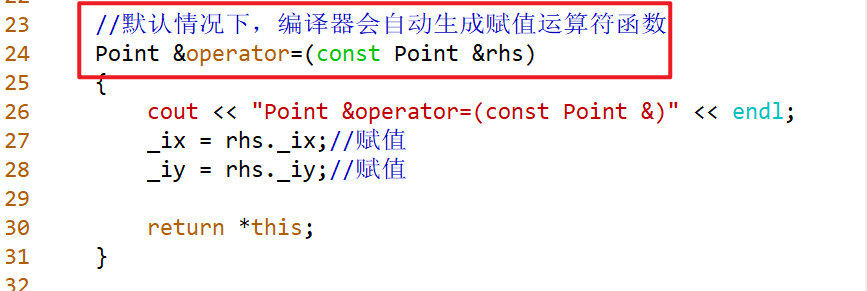 23 //默认情况下，编译器会自动生成赋值运算符函数
24 Point &operator=(const Point &rhs)
25 {
26 cout << "Point &operator=(const Point &)" << endl;
27 _ix = rhs._ix;//赋值
28 _iy = rhs._iy;//赋值
29
30 return *this;
31 }
32